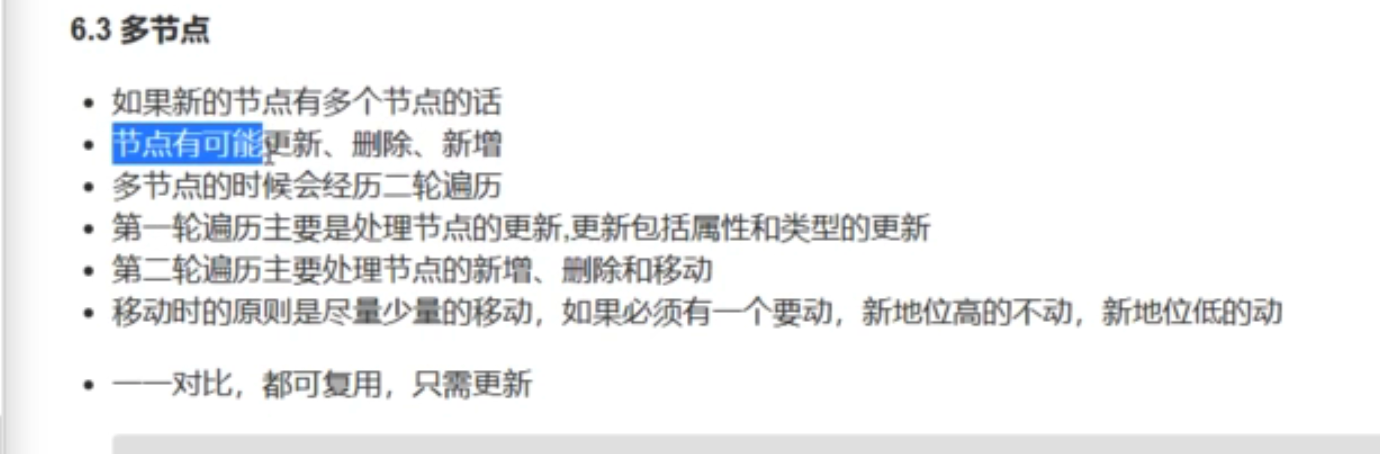 6.3 多节点
如果新的节点有多个节点的话
节点有可能更新、删除、新增
多节点的时候会经历二轮遍历
第一轮遍历主要是处理节点的更新,更新包括属性和类型的更新
第二轮遍历主要处理节点的新增、删除和移动
移动时的原则是尽量少量的移动，如果必须有一个要动，新地位高的不动，新地位低的动
一一对比，都可复用，只需更新